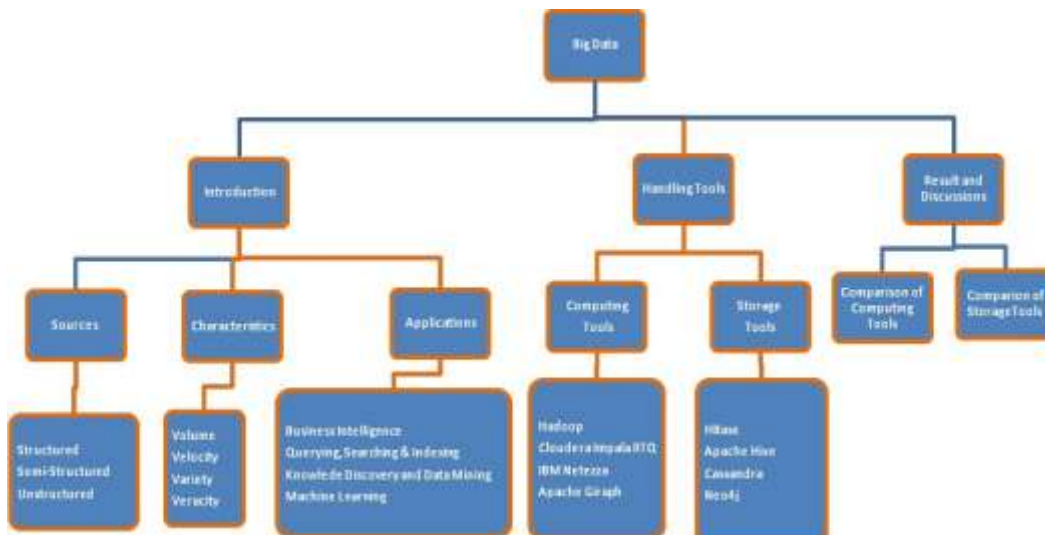 Big Data
Introduction
Handling Tools
Result and
Discussions
Sources
Characteristics
Applications
Computing
Tools
Storage
Tools
Comparison of
Computing
Tools
Comparison of
Storage Tools
Structured
Semi-Structured
Unstructured
Volume
Velocity
Variety
Veracity
Business Intelligence
Querying, Searching & Indexing
Knowlede Discovery and Data Mining
Machine Learning
Hadoop
Cloudera Impala RTQ
IBM Netezza
Apache Giraph
HBase
Apache Hive
Cassandra
Neo4j